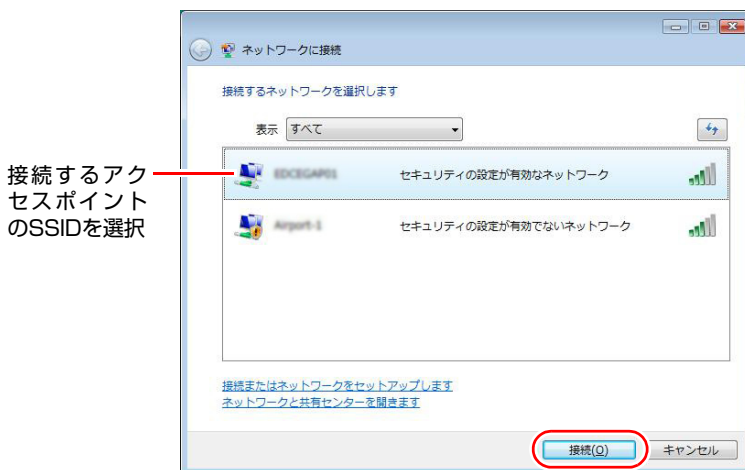 ネットワークに接続
接続するネットワークを選択します
表示 すべて
接続するアク
セスポイント
のSSIDを選択
セキュリティの設定が有効なネットワーク
セキュリティの設定が有効でないネットワーク
接続またはネットワークをセットアップします
ネットワークと共有センターを開きます
接続(O) キャンセル